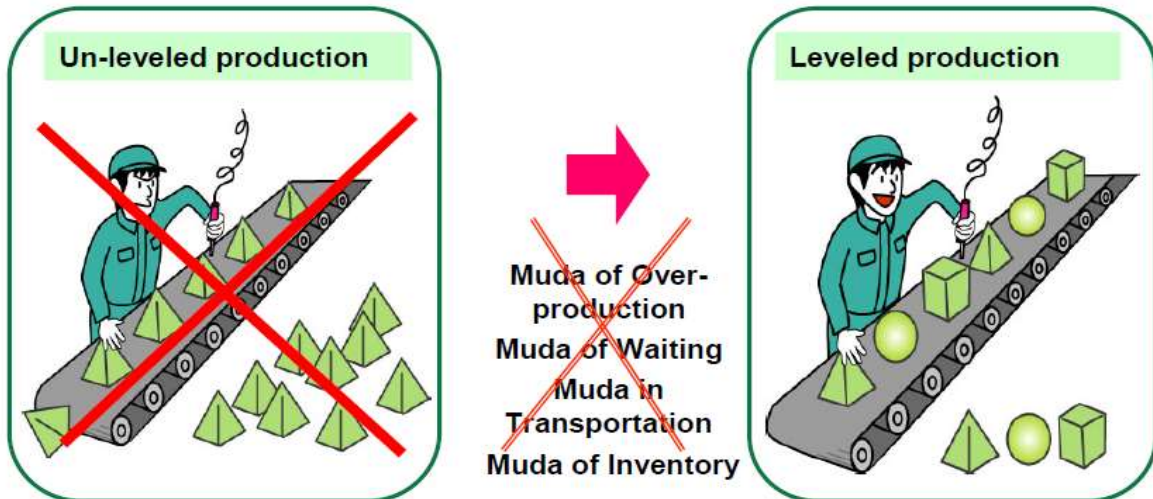 Un-leveled production
Leveled production
Muda of Over-
production
Muda of Waiting
Muda in
Transportation
Muda of Inventory